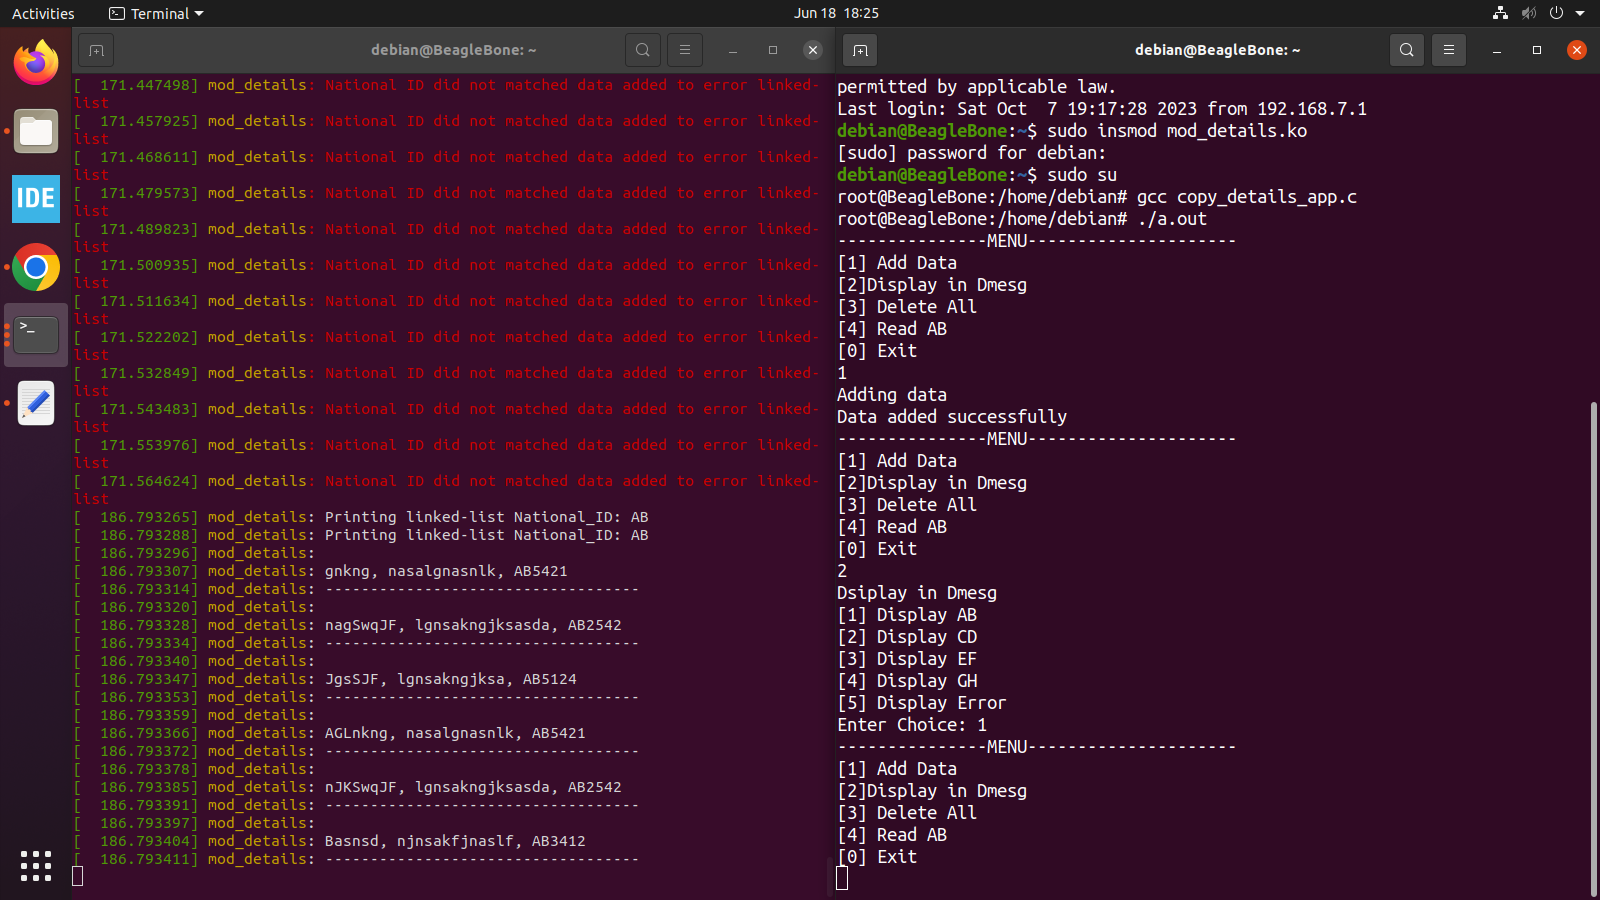 Activities
Terminal
Jun 18 18:25
debian@BeagleBone: ~
[  171.447498] mod_details: National ID did not matched data added to error linked-
list
[  171.457925] mod_details: National ID did not matched data added to error linked-
list
[  171.468611] mod_details: National ID did not matched data added to error linked-
list
[  171.479573] mod_details: National ID did not matched data added to error linked-
list
[  171.489823] mod_details: National ID did not matched data added to error linked-
list
[  171.500935] mod_details: National ID did not matched data added to error linked-
list
[  171.511634] mod_details: National ID did not matched data added to error linked-
list
[  171.522202] mod_details: National ID did not matched data added to error linked-
list
[  171.532849] mod_details: National ID did not matched data added to error linked-
list
[  171.543483] mod_details: National ID did not matched data added to error linked-
list
[  171.553976] mod_details: National ID did not matched data added to error linked-
list
[  171.564624] mod_details: National ID did not matched data added to error linked-
list
[  186.793265] mod_details: Printing linked-list National_ID: AB
[  186.793288] mod_details: Printing linked-list National_ID: AB
[  186.793296] mod_details:
[  186.793307] mod_details: gnkng, nasalgnasnlk, AB5421
[  186.793314] mod_details: -----------------------------------
[  186.793320] mod_details:
[  186.793328] mod_details: nagSwqJF, lgnsakngjksasda, AB2542
[  186.793334] mod_details: -----------------------------------
[  186.793340] mod_details:
[  186.793347] mod_details: JgsSJF, lgnsakngjksa, AB5124
[  186.793353] mod_details: -----------------------------------
[  186.793359] mod_details:
[  186.793366] mod_details: AGLnkng, nasalgnasnlk, AB5421
[  186.793372] mod_details: -----------------------------------
[  186.793378] mod_details:
[  186.793385] mod_details: nJKSwqJF, lgnsakngjksasda, AB2542
[  186.793391] mod_details: -----------------------------------
[  186.793397] mod_details:
[  186.793404] mod_details: Basnsd, njnsakfjnaslf, AB3412
[  186.793411] mod_details: -----------------------------------
debian@BeagleBone: ~
permitted by applicable law.
Last login: Sat Oct  7 19:17:28 2023 from 192.168.7.1
debian@BeagleBone:~$ sudo insmod mod_details.ko
[sudo] password for debian:
debian@BeagleBone:~$ sudo su
root@BeagleBone:/home/debian# gcc copy_details_app.c
root@BeagleBone:/home/debian# ./a.out
---------------MENU---------------------
[1] Add Data
[2]Display in Dmesg
[3] Delete All
[4] Read AB
[0] Exit
1
Adding data
Data added successfully
---------------MENU---------------------
[1] Add Data
[2]Display in Dmesg
[3] Delete All
[4] Read AB
[0] Exit
2
Dsiplay in Dmesg
[1] Display AB
[2] Display CD
[3] Display EF
[4] Display GH
[5] Display Error
Enter Choice: 1
---------------MENU---------------------
[1] Add Data
[2]Display in Dmesg
[3] Delete All
[4] Read AB
[0] Exit
IDE
>_